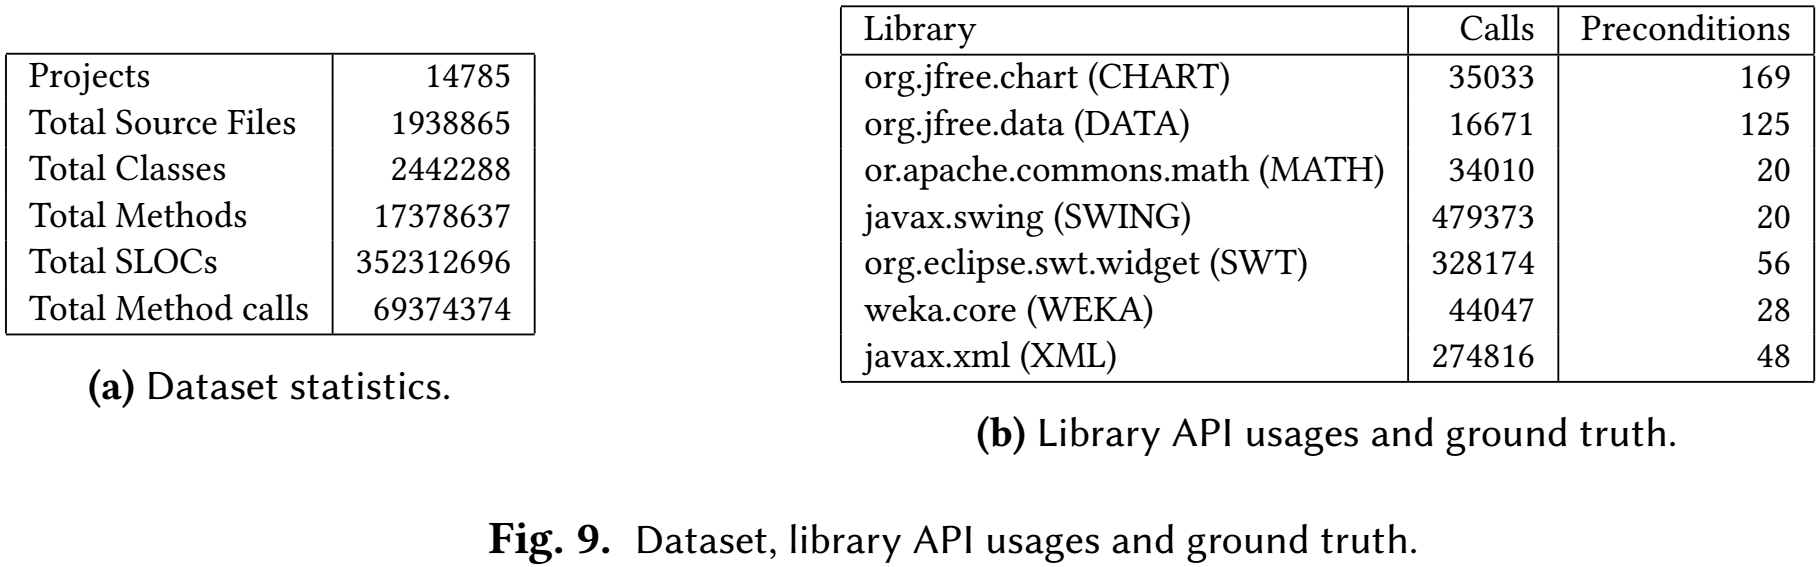 Projects 14785
Total Source Files 1938865
Total Classes 2442288
Total Methods 17378637
Total SLOCs 352312696
Total Method calls 69374374
(a) Dataset statistics.
Library Calls Preconditions
org.jfree.chart (CHART) 35033 169
org.jfree.data (DATA) 16671 125
or.apache.commons.math (MATH) 34010 20
javax.swing (SWING) 479373 20
org.eclipse.swt.widget (SWT) 328174 56
weka.core (WEKA) 44047 28
javax.xml (XML) 274816 48
(b) Library API usages and ground truth.
Fig. 9. Dataset, library API usages and ground truth.